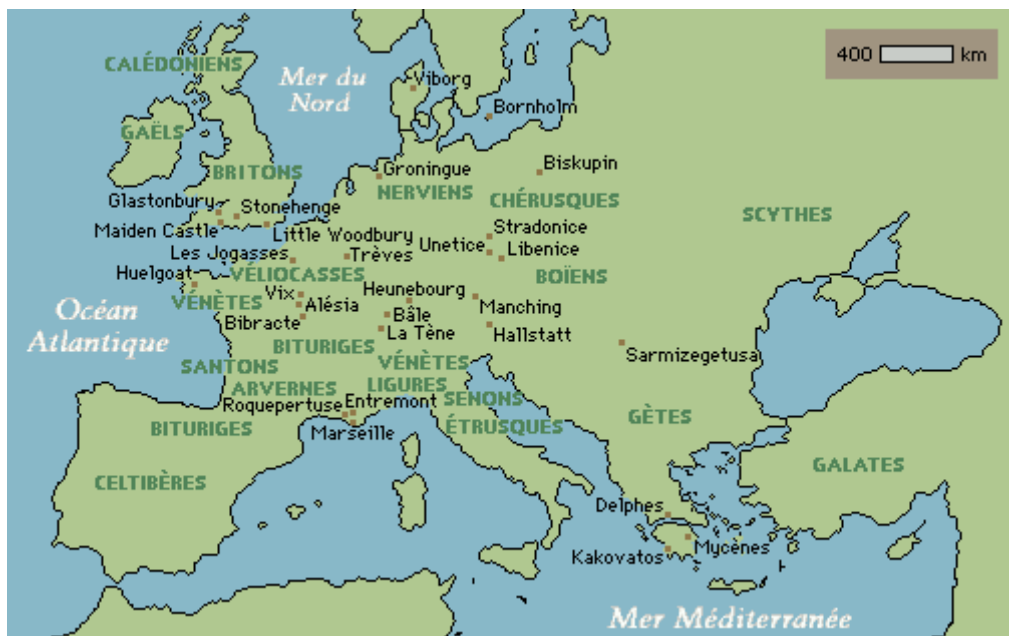 400 km
CALÉDONIENS
Mer du
Nord
Viborg
Bornholm
GAËLS
BRITONS
Groningue
NERVIENS
Biskupin
CHÉRUSQUES
SCYTHES
Glastonbury
Stonehenge
Maiden Castle
Little Woodbury
Stradonice
Unetice
Libenice
Les Jogasses
Trèves
Huelgoat
VÉLIOCASSES
BOÏENS
VÉNÈTES
Vix
Alésia
Heunebourg
Manching
Bibracte
Bâle
La Tène
Hallstatt
Océan
Atlantique
BITURIGES
Sarmizegetusa
SANTONS
VÉNÈTES
ARVERNES
LIGURES
SENONS
Roquepertuse
Entremont
Marseille
BITURIGES
ÉTRUSQUES
GÈTES
CELTIBÈRES
GALATES
Delphes
Mycènes
Kakovatos
Mer Méditerranée